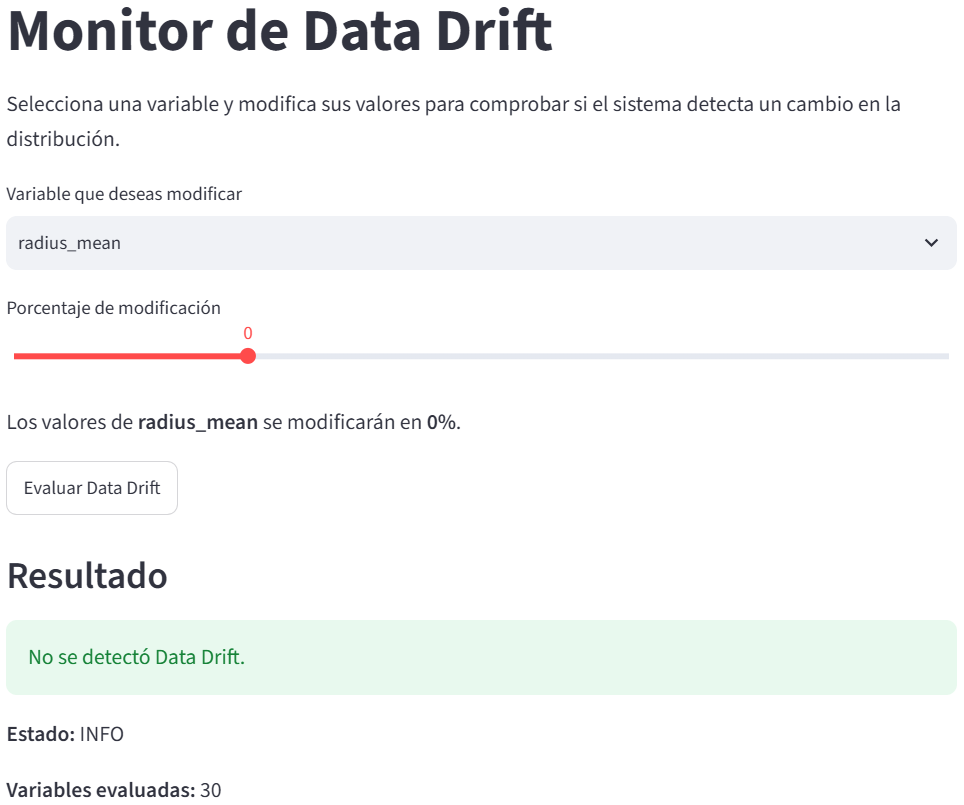 Monitor de Data Drift
Selecciona una variable y modifica sus valores para comprobar si el sistema detecta un cambio en la
distribución.
Variable que deseas modificar
radius_mean
Porcentaje de modificación
0
Los valores de radius_mean se modificarán en 0%.
Evaluar Data Drift
Resultado
No se detectó Data Drift.
Estado: INFO
Variables evaluadas: 30